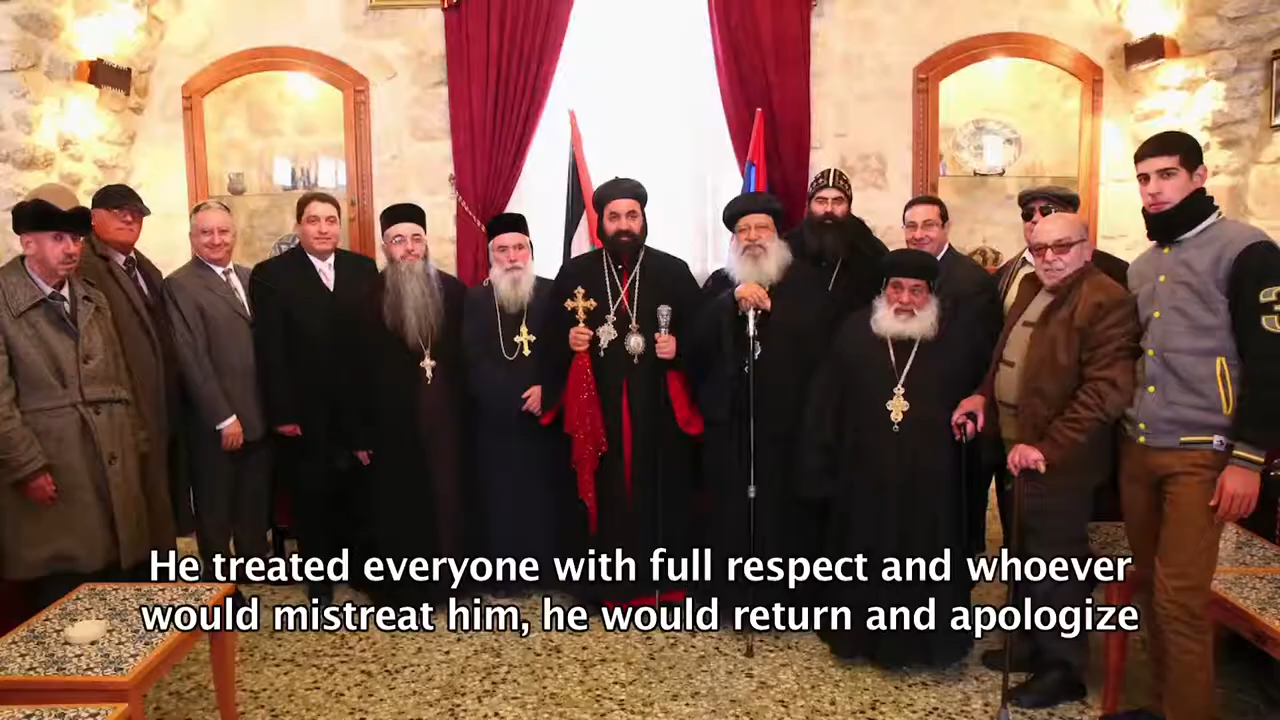 He treated everyone with full respect and whoever
would mistreat him, he would return and apologize